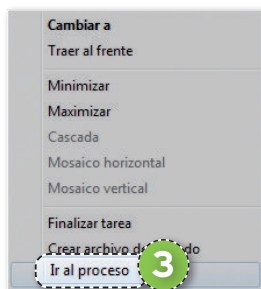 Cambiar a
Traer al frente
Minimizar
Maximizar
Cascada
Mosaico horizontal
Mosaico vertical
Finalizar tarea
Crear archivo de
Ir al proceso 3